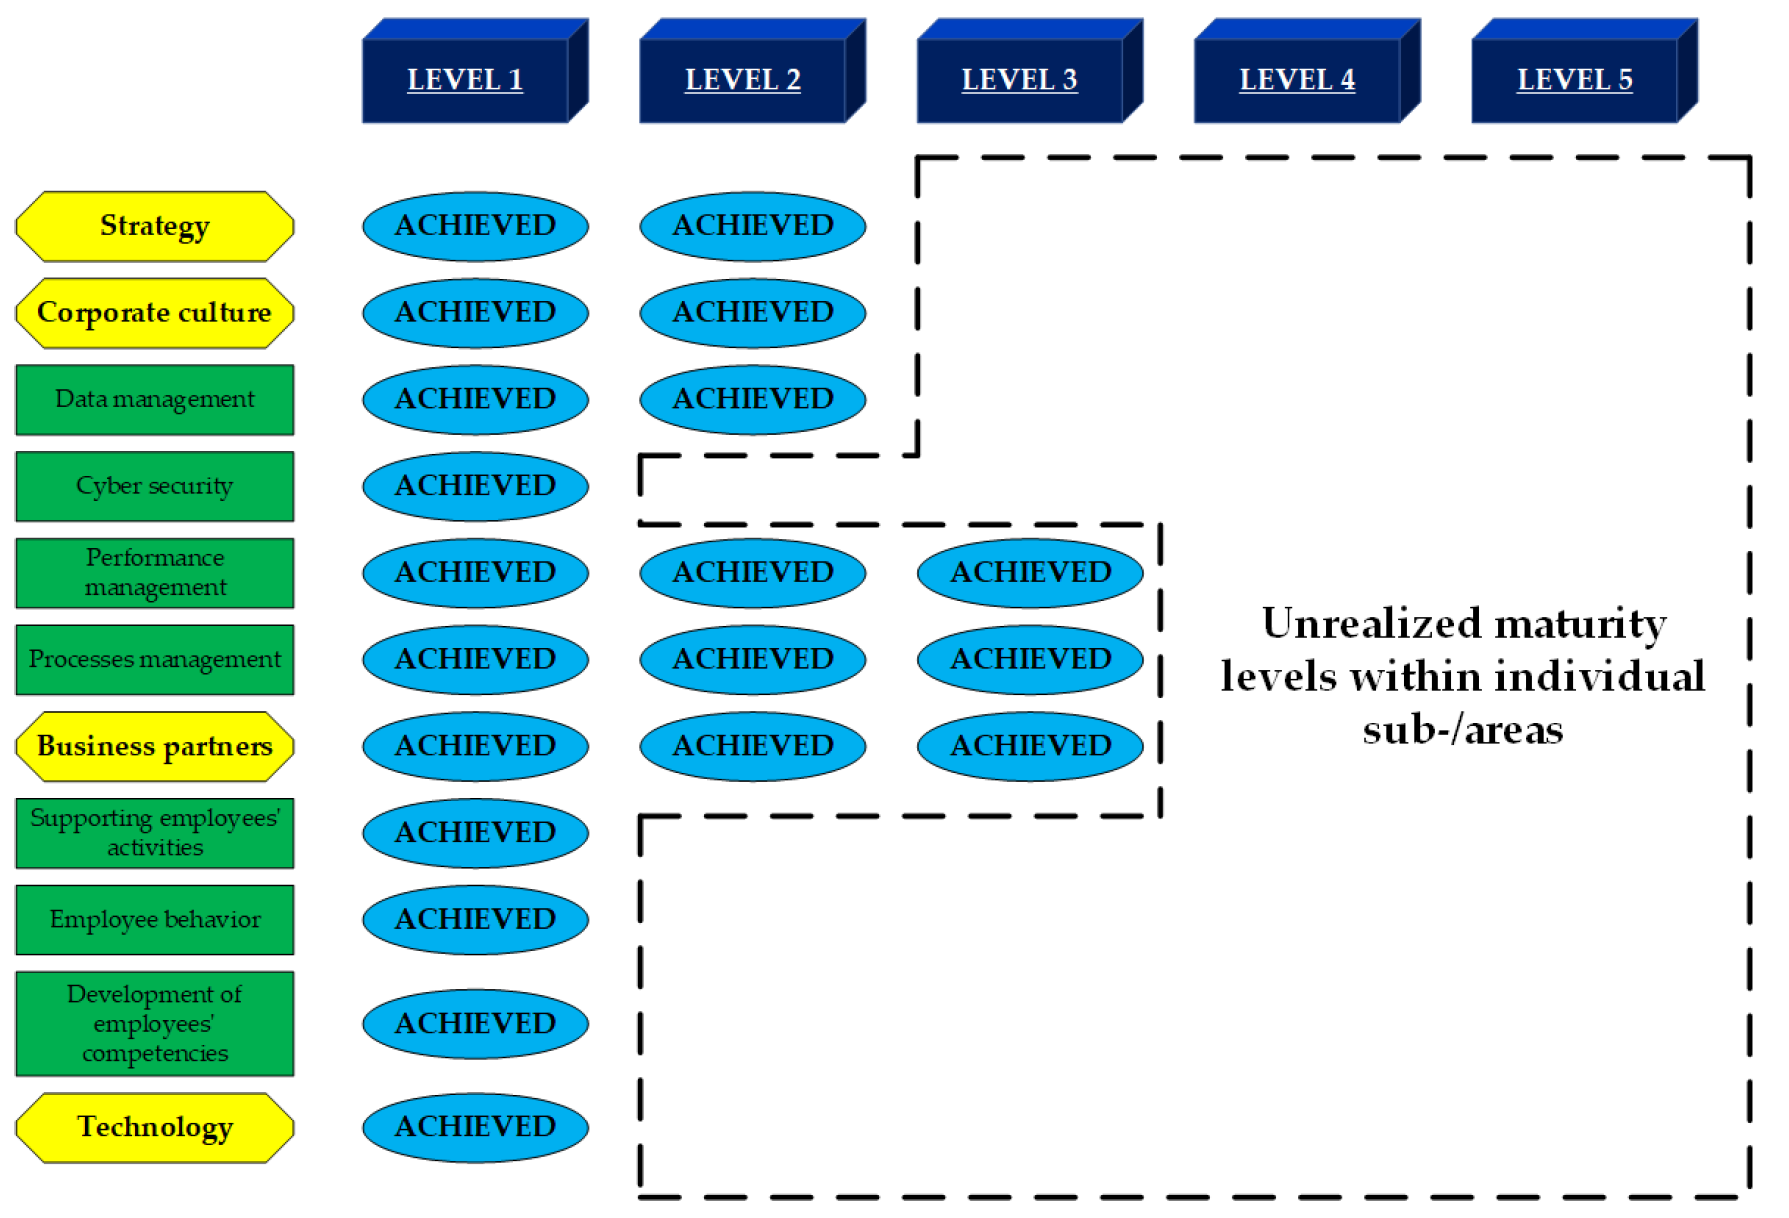 LEVEL 1 LEVEL 2 LEVEL 3 LEVEL 4 LEVEL 5
Strategy ACHIEVED ACHIEVED
Corporate culture ACHIEVED ACHIEVED
Data management ACHIEVED ACHIEVED
Cyber security ACHIEVED
Performance
management
ACHIEVED ACHIEVED ACHIEVED
Processes management ACHIEVED ACHIEVED ACHIEVED
Business partners ACHIEVED ACHIEVED ACHIEVED
Unrealized maturity
levels within individual
sub-/areas
Supporting employees'
activities
ACHIEVED
Employee behavior ACHIEVED
Development of
employees'
competencies
ACHIEVED
Technology ACHIEVED